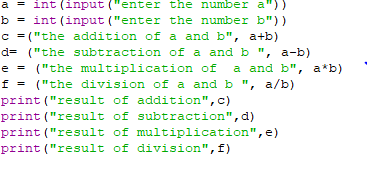 a = int(input("enter the number a"))
b = int(input("enter the number b"))
c =("the addition of a and b", a+b)
d= ("the subtraction of a and b ", a-b)
e = ("the multiplication of  a and b", a*b)
f = ("the division of a and b ", a/b)
print("result of addition",c)
print("result of subtraction",d)
print("result of multiplication",e)
print("result of division",f)